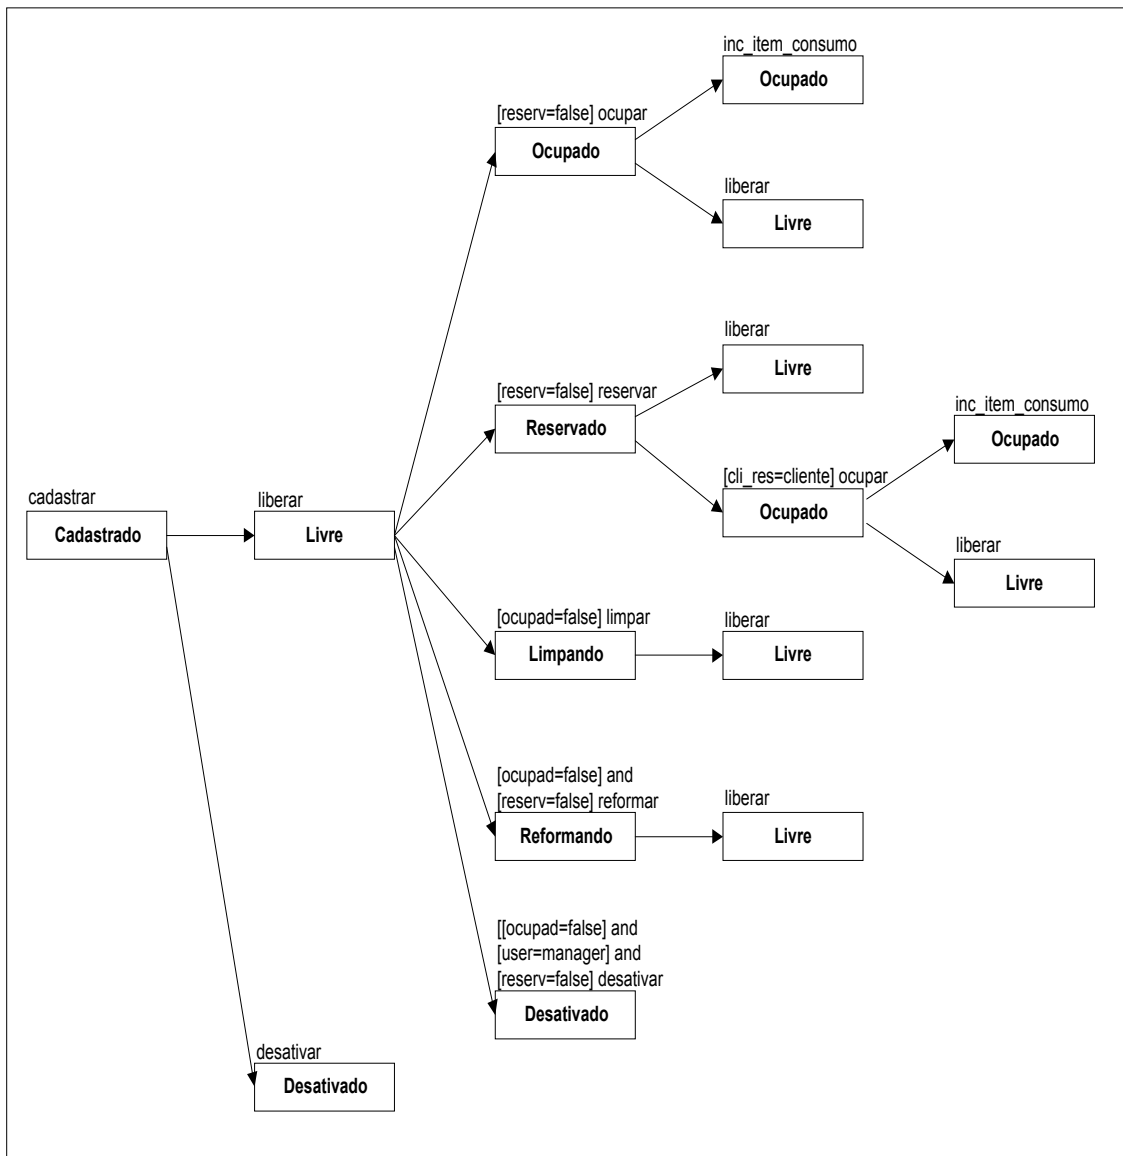 inc_item_consumo
Ocupado
[reserv=false] ocupar
Ocupado
liberar
Livre
liberar
Livre
[reserv=false] reservar
Reservado
inc_item_consumo
Ocupado
[cli_res=cliente] ocupar
Ocupado
cadastrar
Cadastrado
liberar
Livre
liberar
Livre
[ocupad=false] limpar
Limpando
liberar
Livre
[ocupad=false] and
[reserv=false] reformar
Reformando
liberar
Livre
[[ocupad=false] and
[user=manager] and
[reserv=false] desativar
Desativado
desativar
Desativado